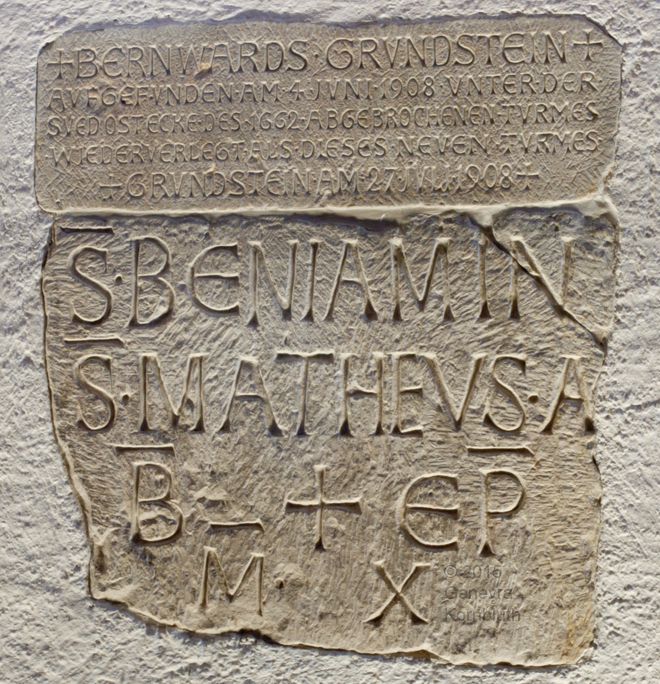 +BERNWARDS·GRVNDSTEIN+
AVFGEFVNDEN·AM·4·JVNI·1908·VNTER·DER
SVEDOSTECKE·DES·1662·ABGEBROCHENEN·TVRMES
WIEDERVERLEGT·ALS·DIESES·NEVEN·TVRMES
+GRVNDSTEIN·AM·27·JVLI·1908+
S·BENIAMIN
S·MATHEVS·A
B + EP
M X
© 2015
Genevra
Kornbluth